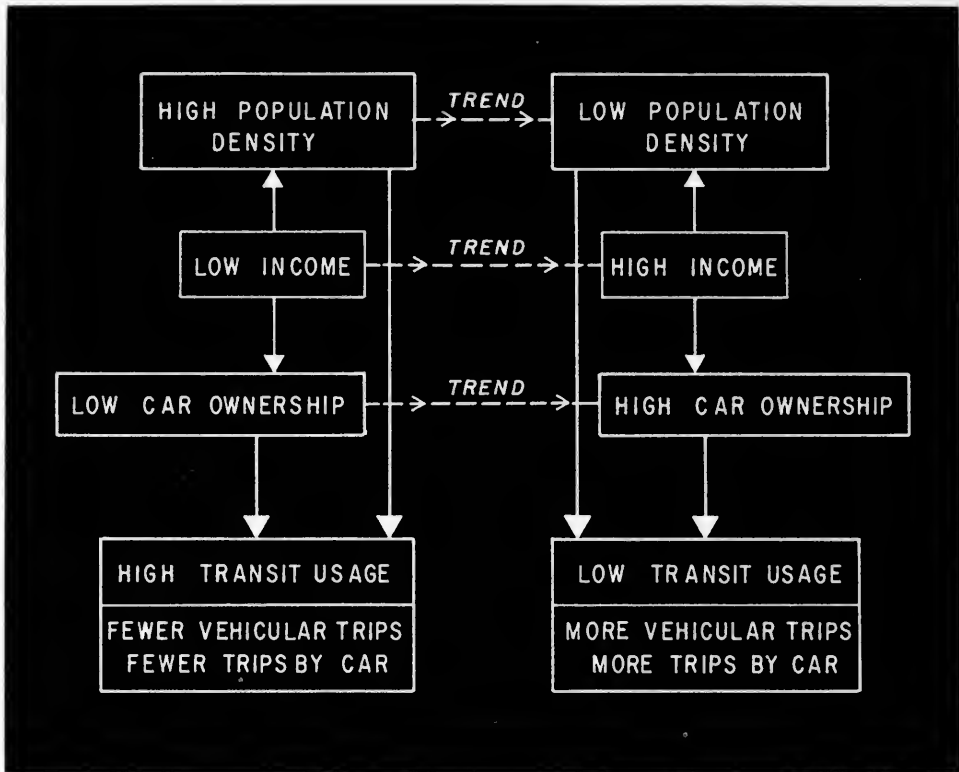 HIGH POPULATION
DENSITY
TREND
LOW POPULATION
DENSITY
LOW INCOME
TREND
HIGH INCOME
LOW CAR OWNERSHIP
TREND
HIGH CAR OWNERSHIP
HIGH TRANSIT USAGE
FEWER VEHICULAR TRIPS
FEWER TRIPS BY CAR
LOW TRANSIT USAGE
MORE VEHICULAR TRIPS
MORE TRIPS BY CAR